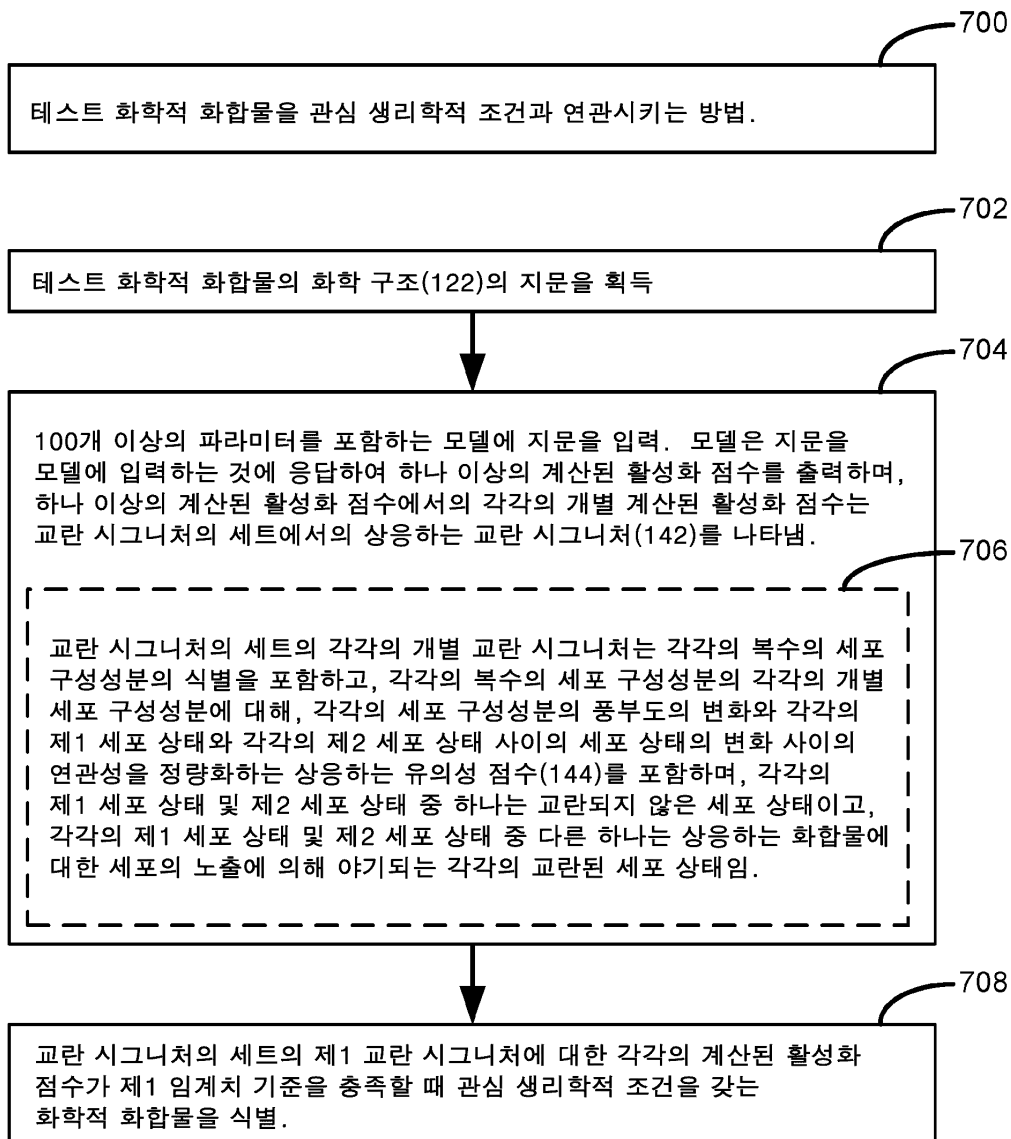 700
테스트 화학적 화합물을 관심 생리학적 조건과 연관시키는 방법.
702
테스트 화학적 화합물의 화학 구조(122)의 지문을 획득
704
100개 이상의 파라미터를 포함하는 모델에 지문을 입력. 모델은 지문을
모델에 입력하는 것에 응답하여 하나 이상의 계산된 활성화 점수를 출력하며,
하나 이상의 계산된 활성화 점수에서의 각각의 개별 계산된 활성화 점수는
교란 시그니처의 세트에서의 상응하는 교란 시그니처(142)를 나타냄.
706
교란 시그니처의 세트의 각각의 개별 교란 시그니처는 각각의 복수의 세포
구성성분의 식별을 포함하고, 각각의 복수의 세포 구성성분의 각각의 개별
세포 구성성분에 대해, 각각의 세포 구성성분의 풍부도의 변화와 각각의
제1 세포 상태와 각각의 제2 세포 상태 사이의 세포 상태의 변화 사이의
연관성을 정량화하는 상응하는 유의성 점수(144)를 포함하며, 각각의
제1 세포 상태 및 제2 세포 상태 중 하나는 교란되지 않은 세포 상태이고,
각각의 제1 세포 상태 및 제2 세포 상태 중 다른 하나는 상응하는 화합물에
대한 세포의 노출에 의해 야기되는 각각의 교란된 세포 상태임.
708
교란 시그니처의 세트의 제1 교란 시그니처에 대한 각각의 계산된 활성화
점수가 제1 임계치 기준을 충족할 때 관심 생리학적 조건을 갖는
화학적 화합물을 식별.